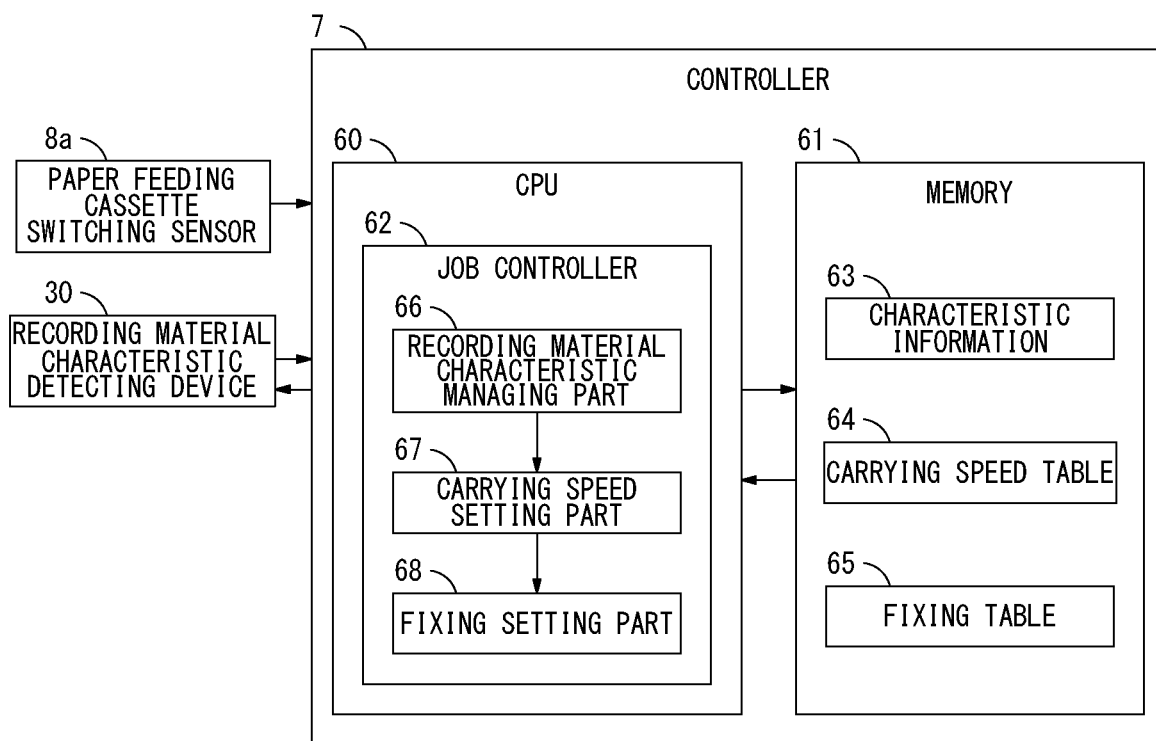 7
CONTROLLER
8a
PAPER FEEDING
CASSETTE
SWITCHING SENSOR
30
RECORDING MATERIAL
CHARACTERISTIC
DETECTING DEVICE
60
CPU
62
JOB CONTROLLER
66
RECORDING MATERIAL
CHARACTERISTIC
MANAGING PART
67
CARRYING SPEED
SETTING PART
68
FIXING SETTING PART
61
MEMORY
63
CHARACTERISTIC
INFORMATION
64
CARRYING SPEED TABLE
65
FIXING TABLE